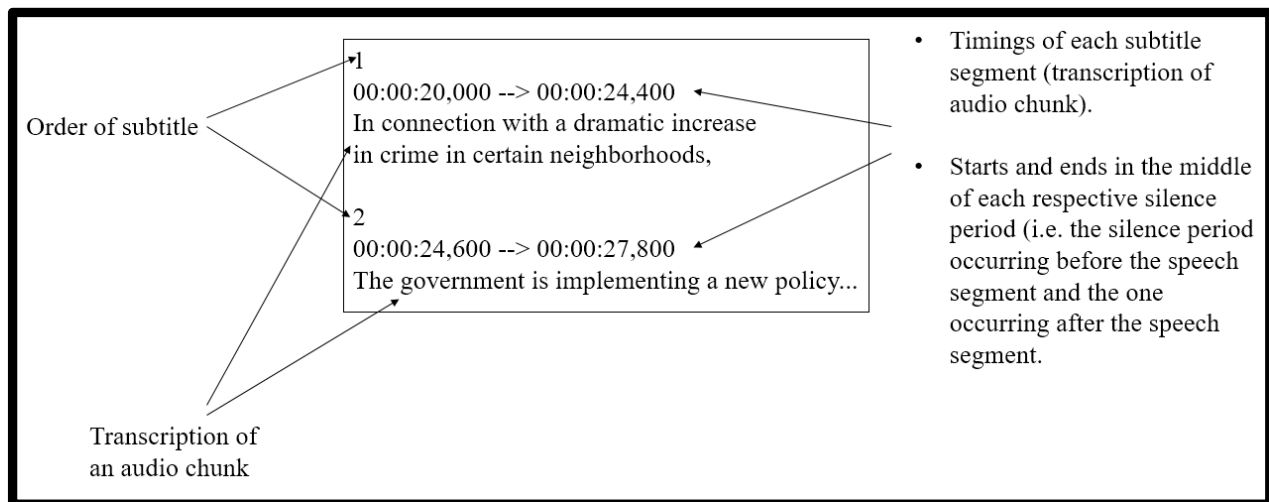 Order of subtitle
1
00:00:20,000 --> 00:00:24,400
In connection with a dramatic increase
in crime in certain neighborhoods,
2
00:00:24,600 --> 00:00:27,800
The government is implementing a new policy...
Transcription of
an audio chunk
• Timings of each subtitle
segment (transcription of
audio chunk).
• Starts and ends in the middle
of each respective silence
period (i.e. the silence period
occurring before the speech
segment and the one
occurring after the speech
segment.